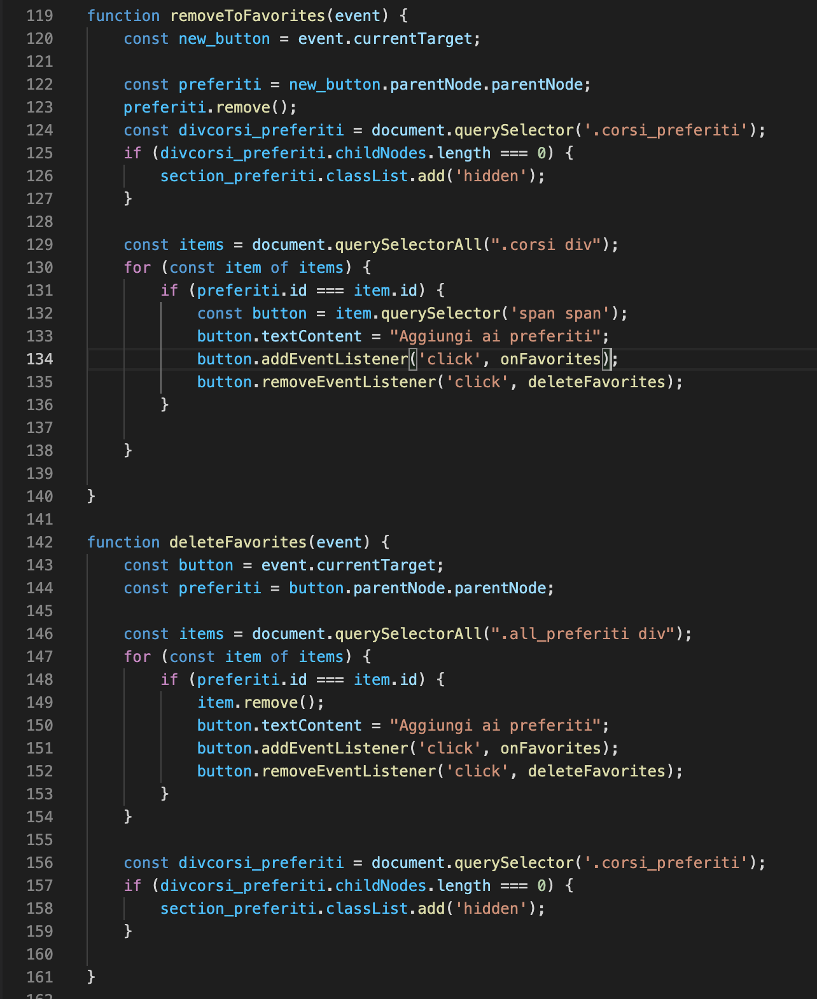 119 function removeToFavorites(event) {
120 const new_button = event.currentTarget;
121
122 const preferiti = new_button.parentNode.parentNode;
123 preferiti.remove();
124 const divcorsi_preferiti = document.querySelector('.corsi_preferiti');
125 if (divcorsi_preferiti.childNodes.length === 0) {
126 section_preferiti.classList.add('hidden');
127 }
128
129 const items = document.querySelectorAll(".corsi div");
130 for (const item of items) {
131 if (preferiti.id === item.id) {
132 const button = item.querySelector('span span');
133 button.textContent = "Aggiungi ai preferiti";
134 button.addEventListener('click', onFavorites);
135 button.removeEventListener('click', deleteFavorites);
136 }
137
138 }
139
140 }
141
142 function deleteFavorites(event) {
143 const button = event.currentTarget;
144 const preferiti = button.parentNode.parentNode;
145
146 const items = document.querySelectorAll(".all_preferiti div");
147 for (const item of items) {
148 if (preferiti.id === item.id) {
149 item.remove();
150 button.textContent = "Aggiungi ai preferiti";
151 button.addEventListener('click', onFavorites);
152 button.removeEventListener('click', deleteFavorites);
153 }
154 }
155
156 const divcorsi_preferiti = document.querySelector('.corsi_preferiti');
157 if (divcorsi_preferiti.childNodes.length === 0) {
158 section_preferiti.classList.add('hidden');
159 }
160
161 }